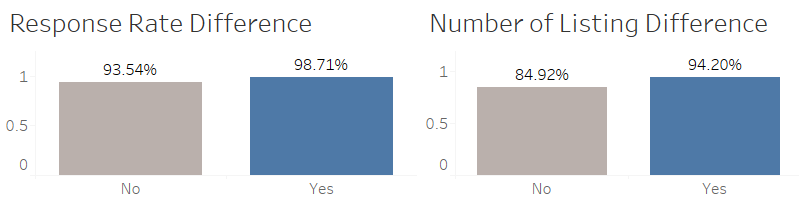 Response Rate Difference
93.54%
98.71%
1
0.5
0
No
Yes
Number of Listing Difference
84.92%
94.20%
1
0.5
0
No
Yes